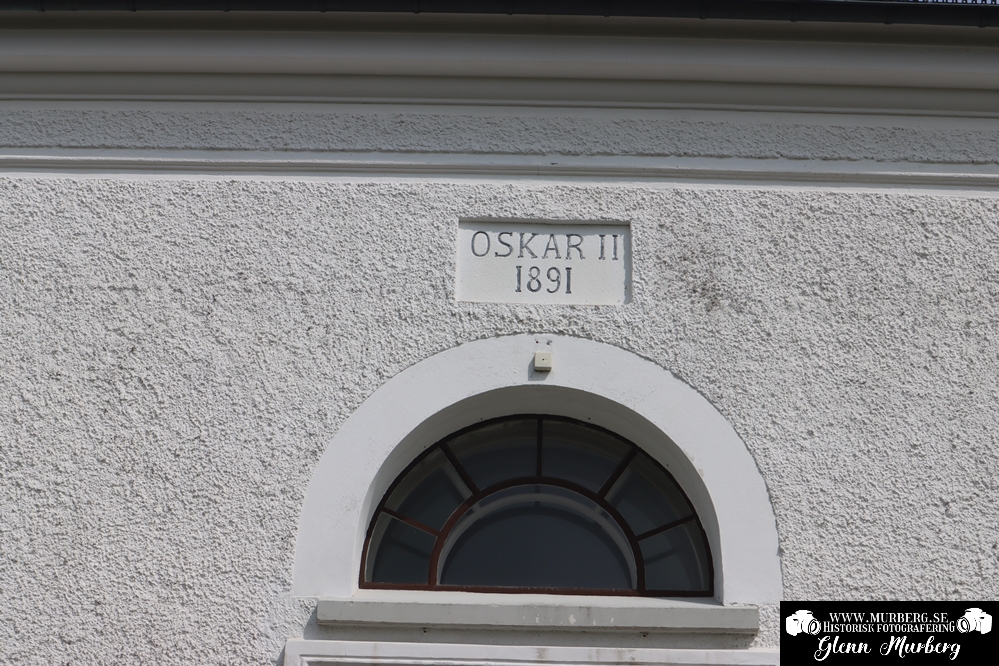 OSKAR II
1891
WWW.MURBERG.SE
HISTORISK FOTOGRAFERING
Glenn Murberg